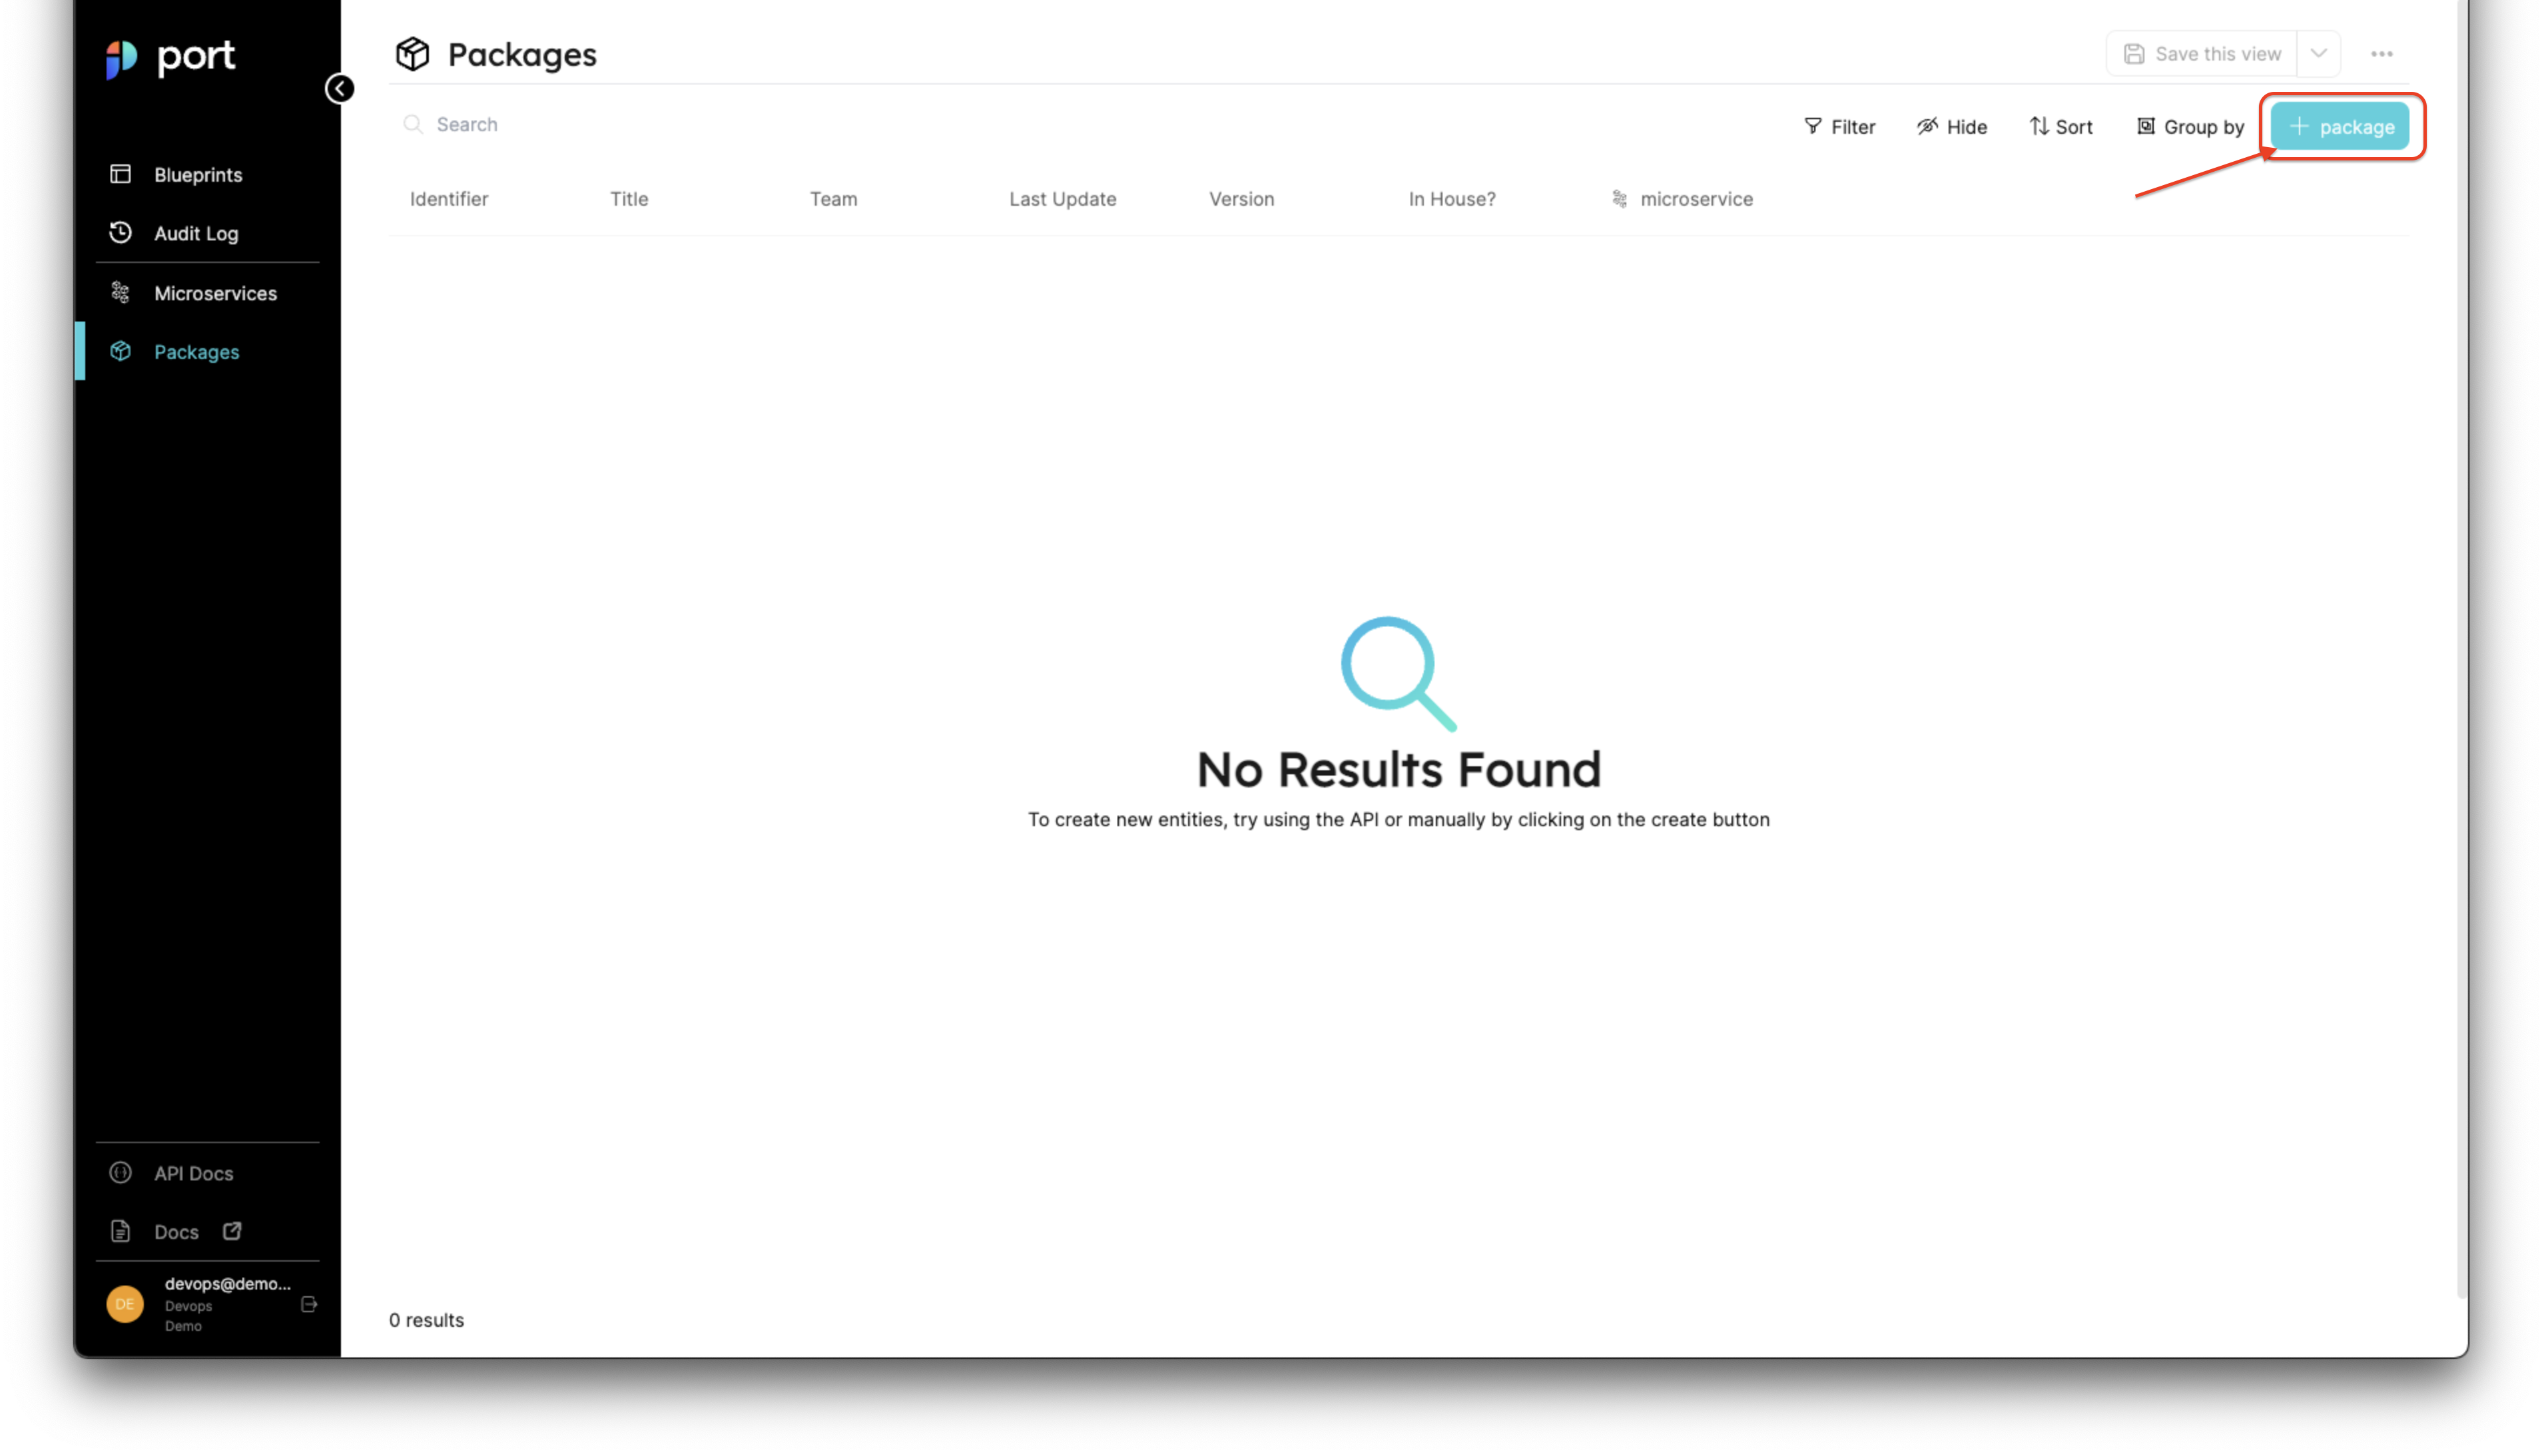 port
Blueprints
Audit Log
Microservices
Packages
API Docs
Docs
DE
devops@demo...
Devops
Demo
Packages
Save this view
Search
Filter
Hide
Sort
Group by
+ package
Identifier Title Team Last Update Version In House? microservice
No Results Found
To create new entities, try using the API or manually by clicking on the create button
0 results